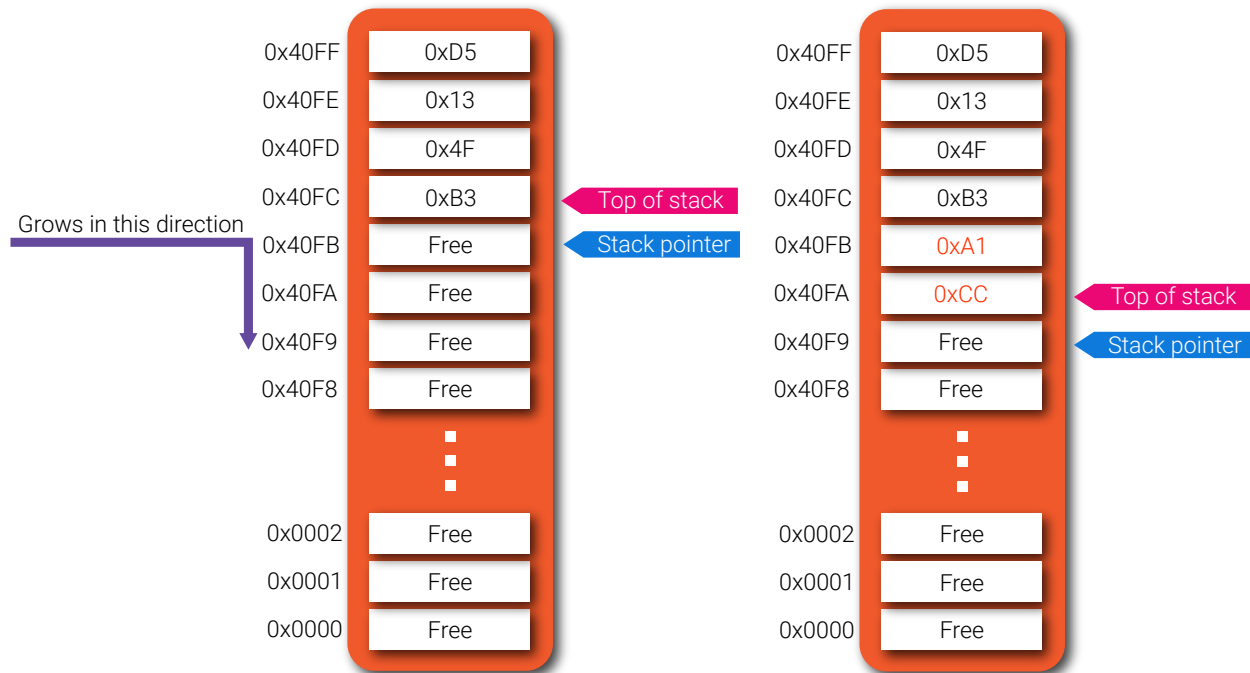 0x40FF 0xD5
0x40FE 0x13
0x40FD 0x4F
0x40FC 0xB3 Top of stack
Grows in this direction
0x40FB Free Stack pointer
0x40FA Free
0x40F9 Free
0x40F8 Free
0x0002 Free
0x0001 Free
0x0000 Free
0x40FF 0xD5
0x40FE 0x13
0x40FD 0x4F
0x40FC 0xB3
0x40FB 0xA1
0x40FA 0xCC Top of stack
0x40F9 Free Stack pointer
0x40F8 Free
0x0002 Free
0x0001 Free
0x0000 Free